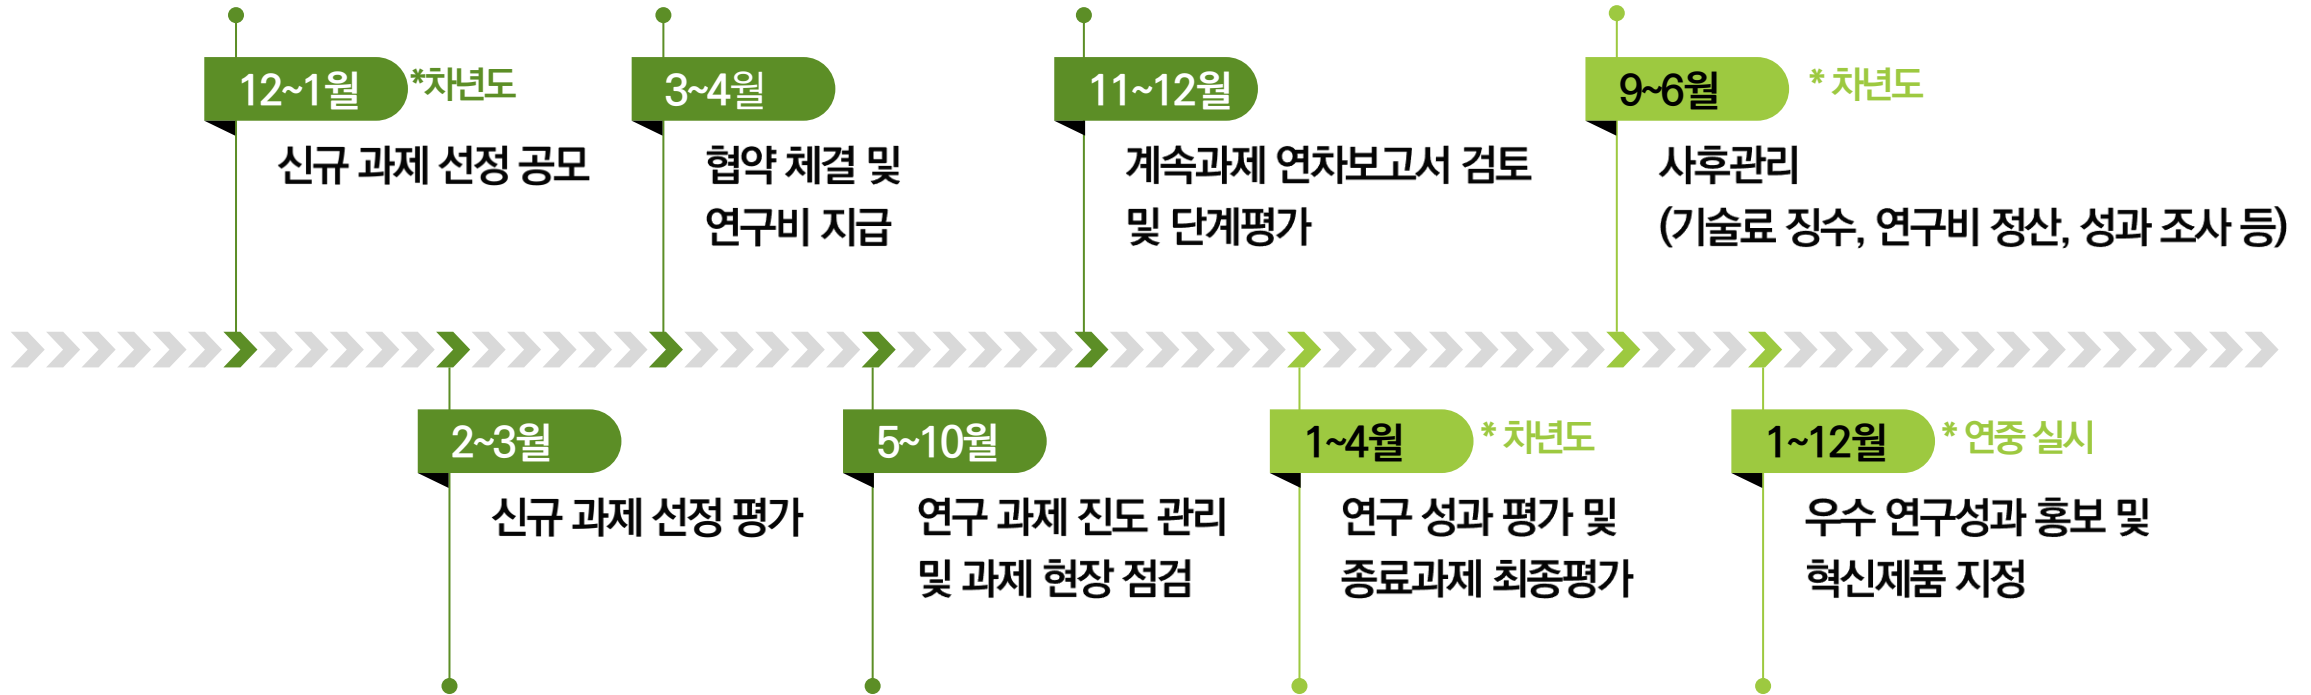 12~1월 *차년도
신규 과제 선정 공모
2~3월
신규 과제 선정 평가
3~4월
협약 체결 및
연구비 지급
5~10월
연구 과제 진도 관리
및 과제 현장 점검
11~12월
계속과제 연차보고서 검토
및 단계평가
1~4월 * 차년도
연구 성과 평가 및
종료과제 최종평가
9~6월 * 차년도
사후관리
(기술료 징수, 연구비 정산, 성과 조사 등)
1~12월 * 연중 실시
우수 연구성과 홍보 및
혁신제품 지정